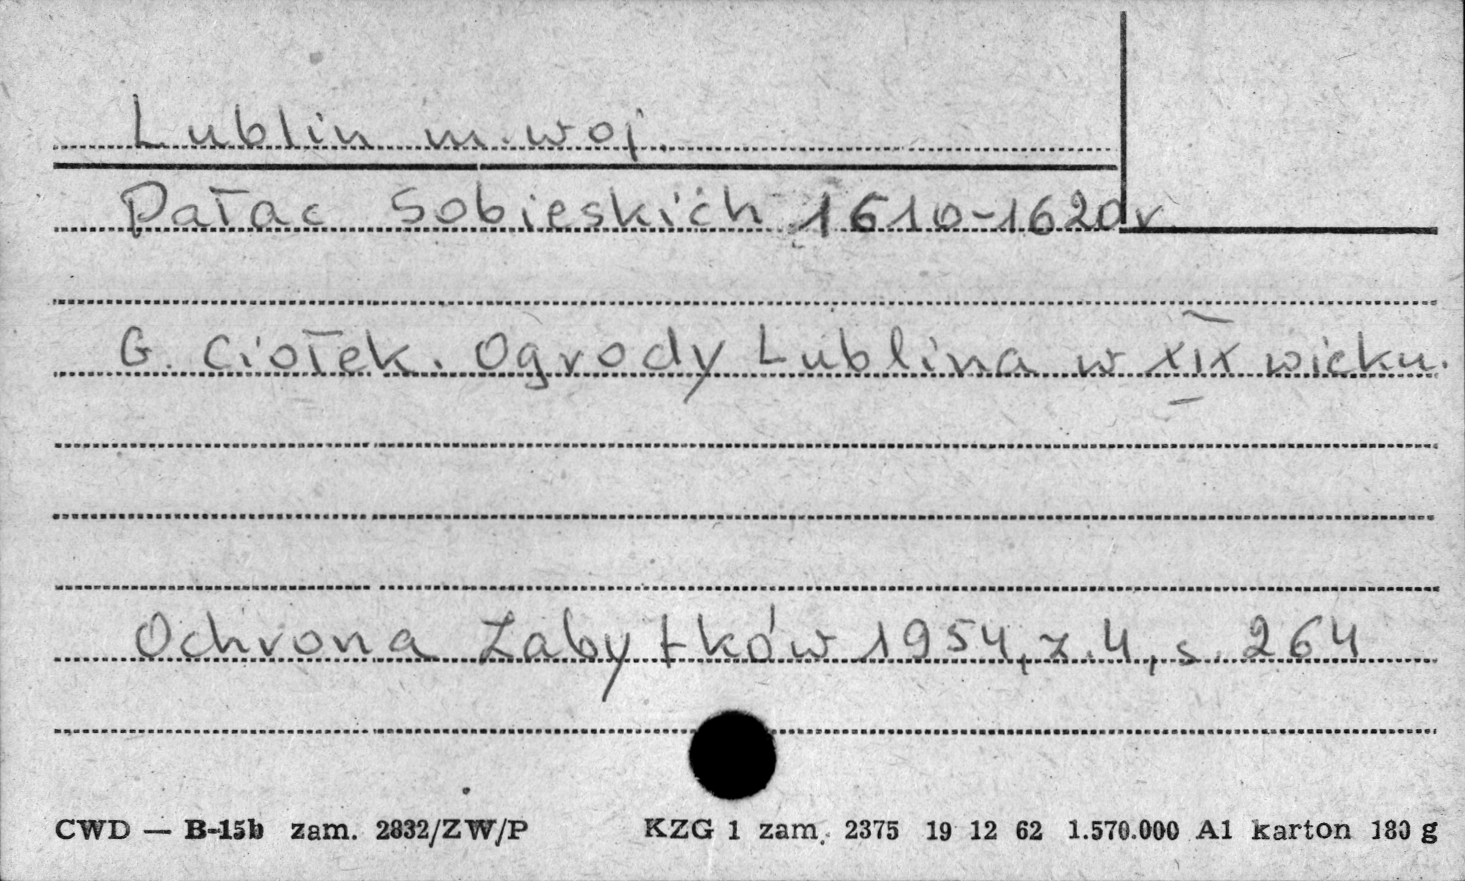 Lublin m. woj.
Pałac Sobieskich 1610-1620 r.
G. Ciołek. Ogrody Lublina w XIX wieku.
Ochrona Zabytków 1954, z. 4, s. 264
CWD — B-15b zam. 2832/ZW/P KZG 1 zam. 2375 19 12 62 1.570.000 A1 karton 180 g